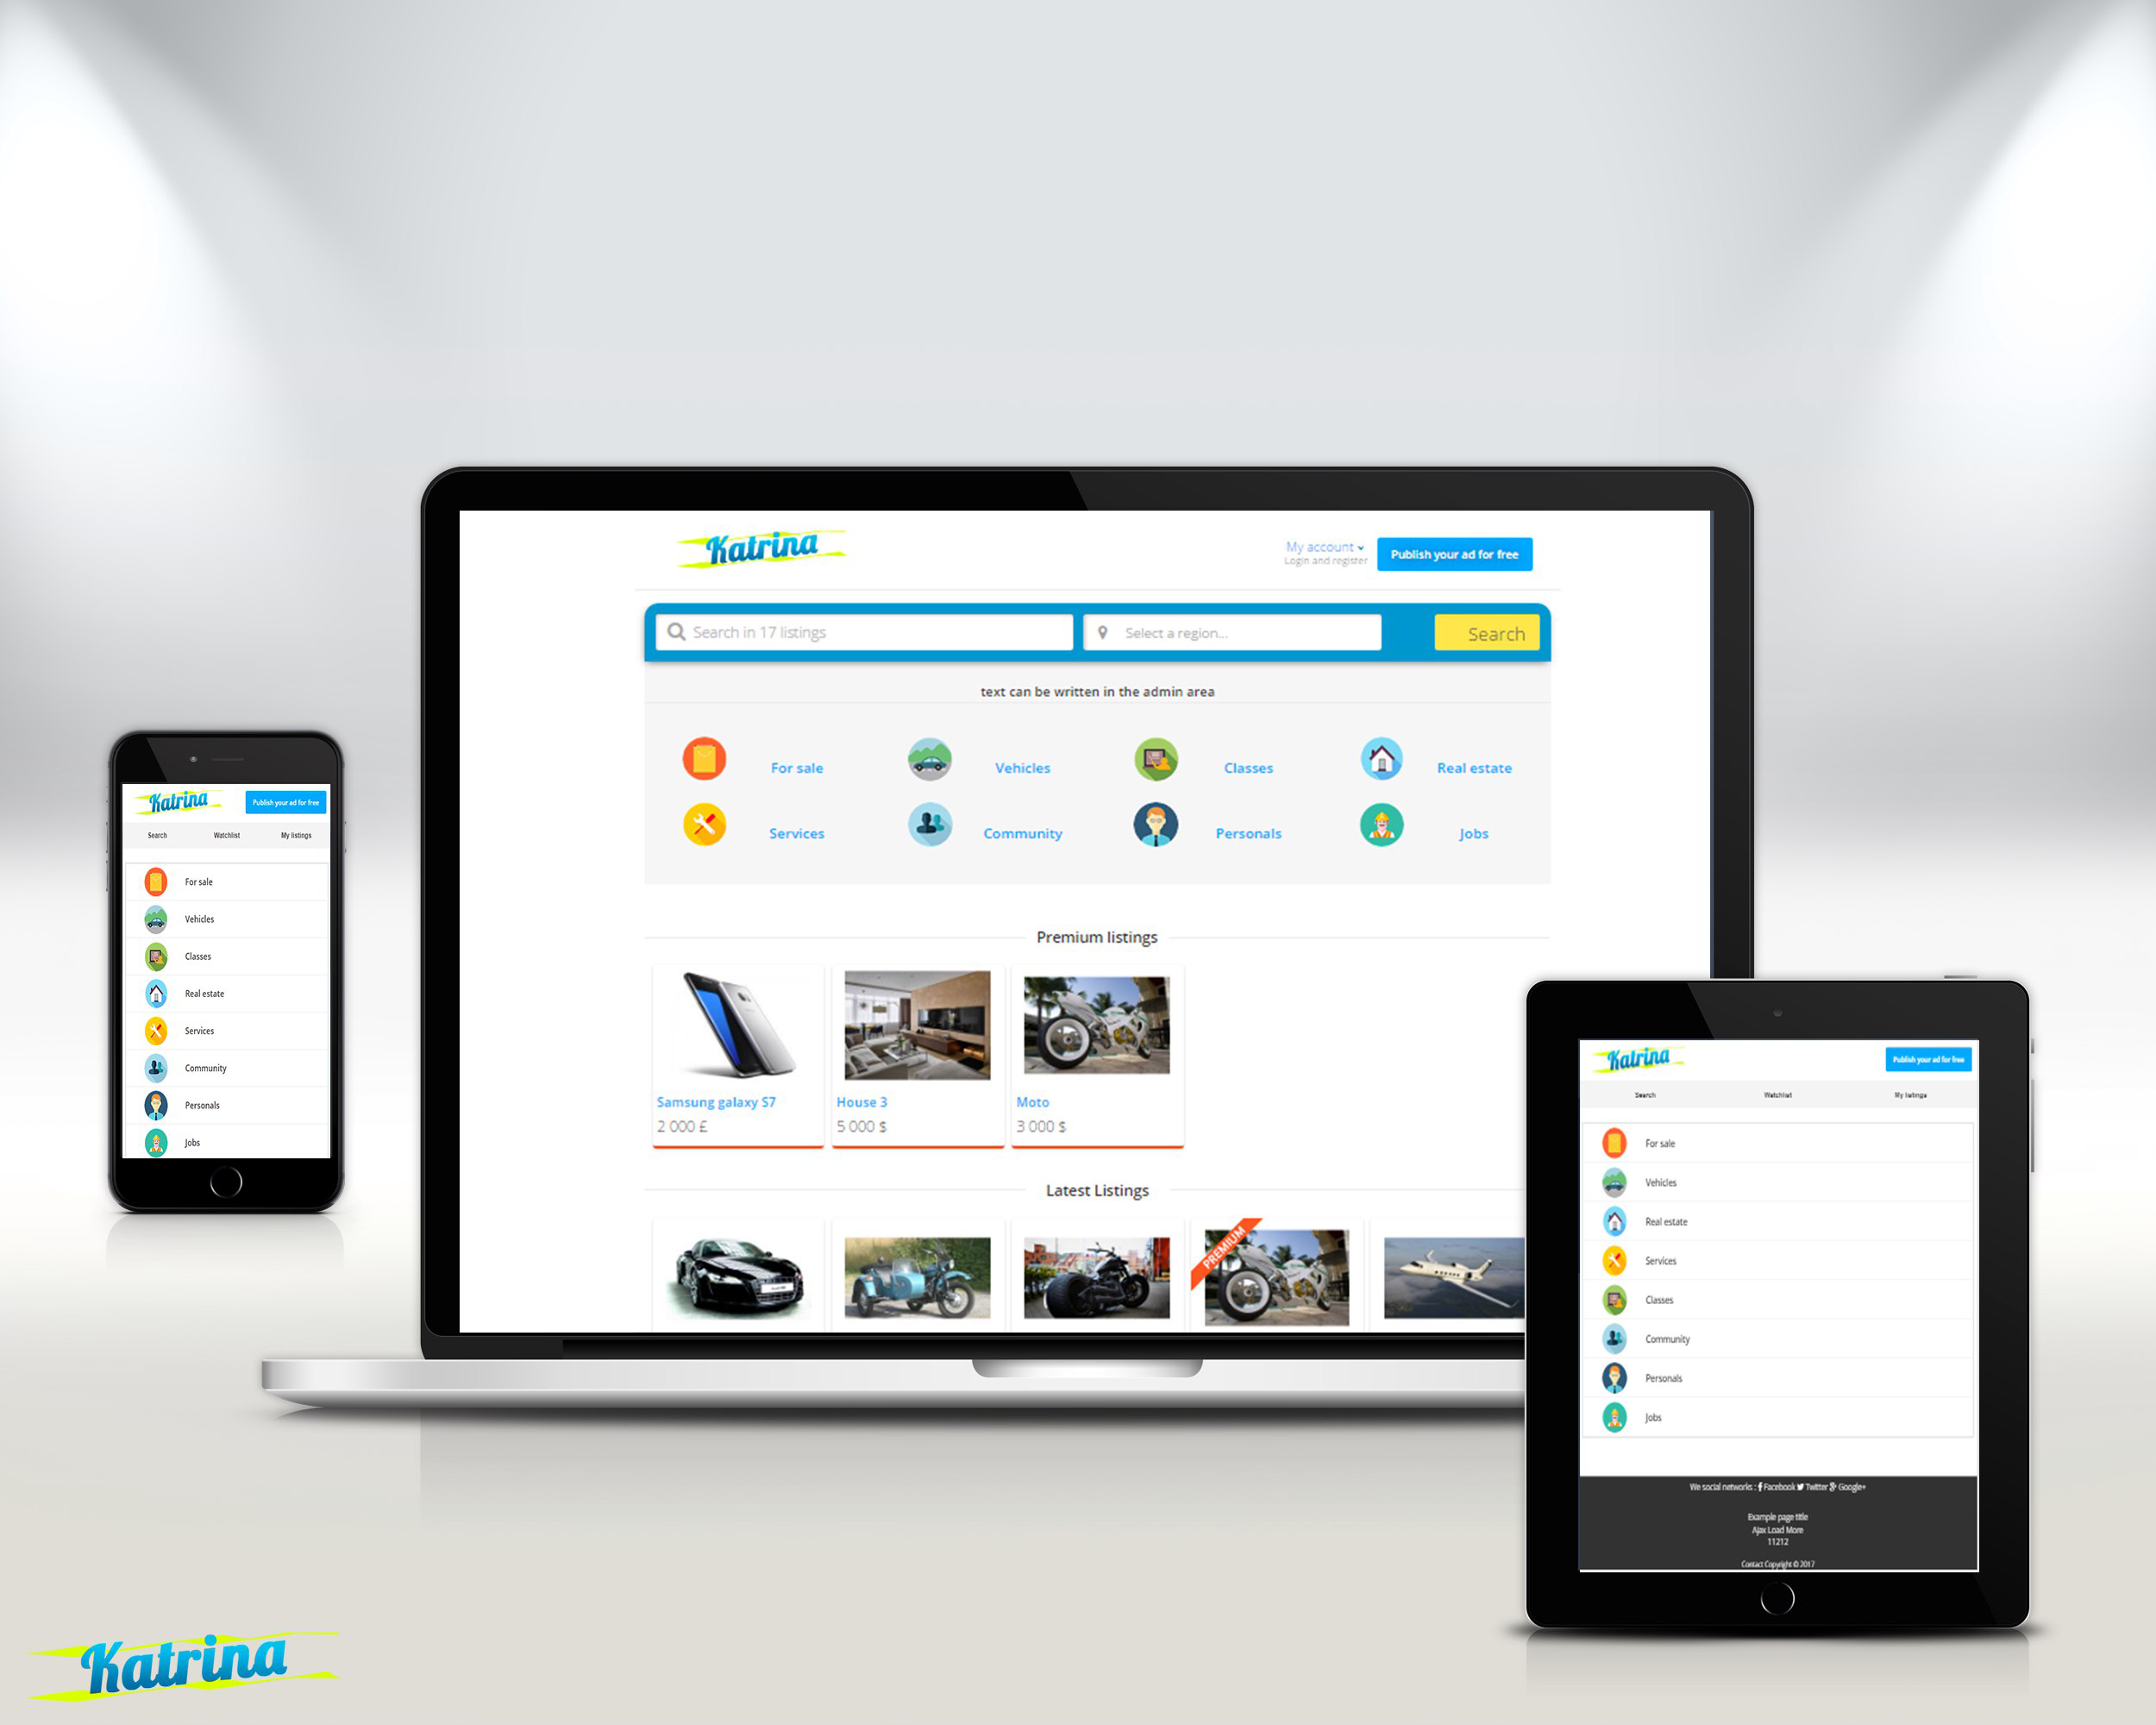 Katrina
My account
Login and register
Publish your ad for free
Search in 17 listings
Select a region...
Search
text can be written in the admin area
For sale
Vehicles
Classes
Real estate
Services
Community
Personals
Jobs
Premium listings
Samsung galaxy S7
2 000 £
House 3
5 000 $
Moto
3 000 $
Latest Listings
PREMIUM
Katrina
Publish your ad for free
Search
Watchlist
My listings
For sale
Vehicles
Classes
Real estate
Services
Community
Personals
Jobs
Katrina
Publish your ad for free
Search
Watchlist
My listings
For sale
Vehicles
Real estate
Services
Classes
Community
Personals
Jobs
We social networks : Facebook Twitter Google+
Example page title
Ajax Load More
11212
Contact Copyright © 2017
Katrina